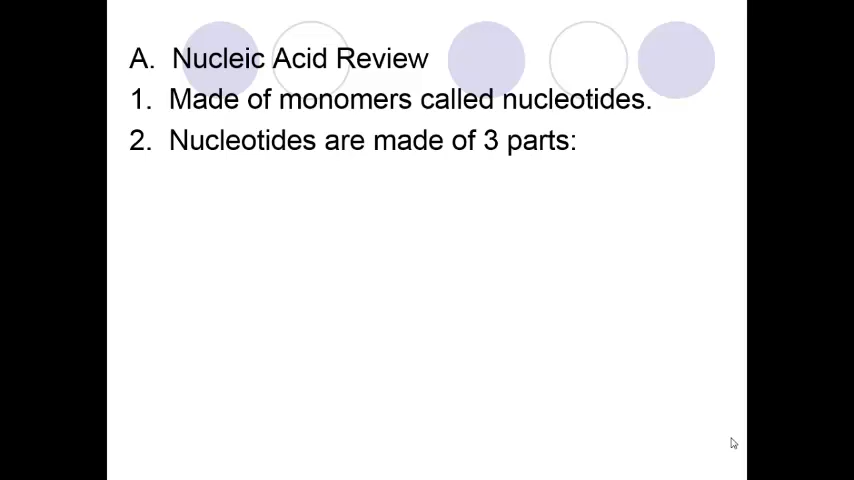 A. Nucleic Acid Review
1. Made of monomers called nucleotides.
2. Nucleotides are made of 3 parts: